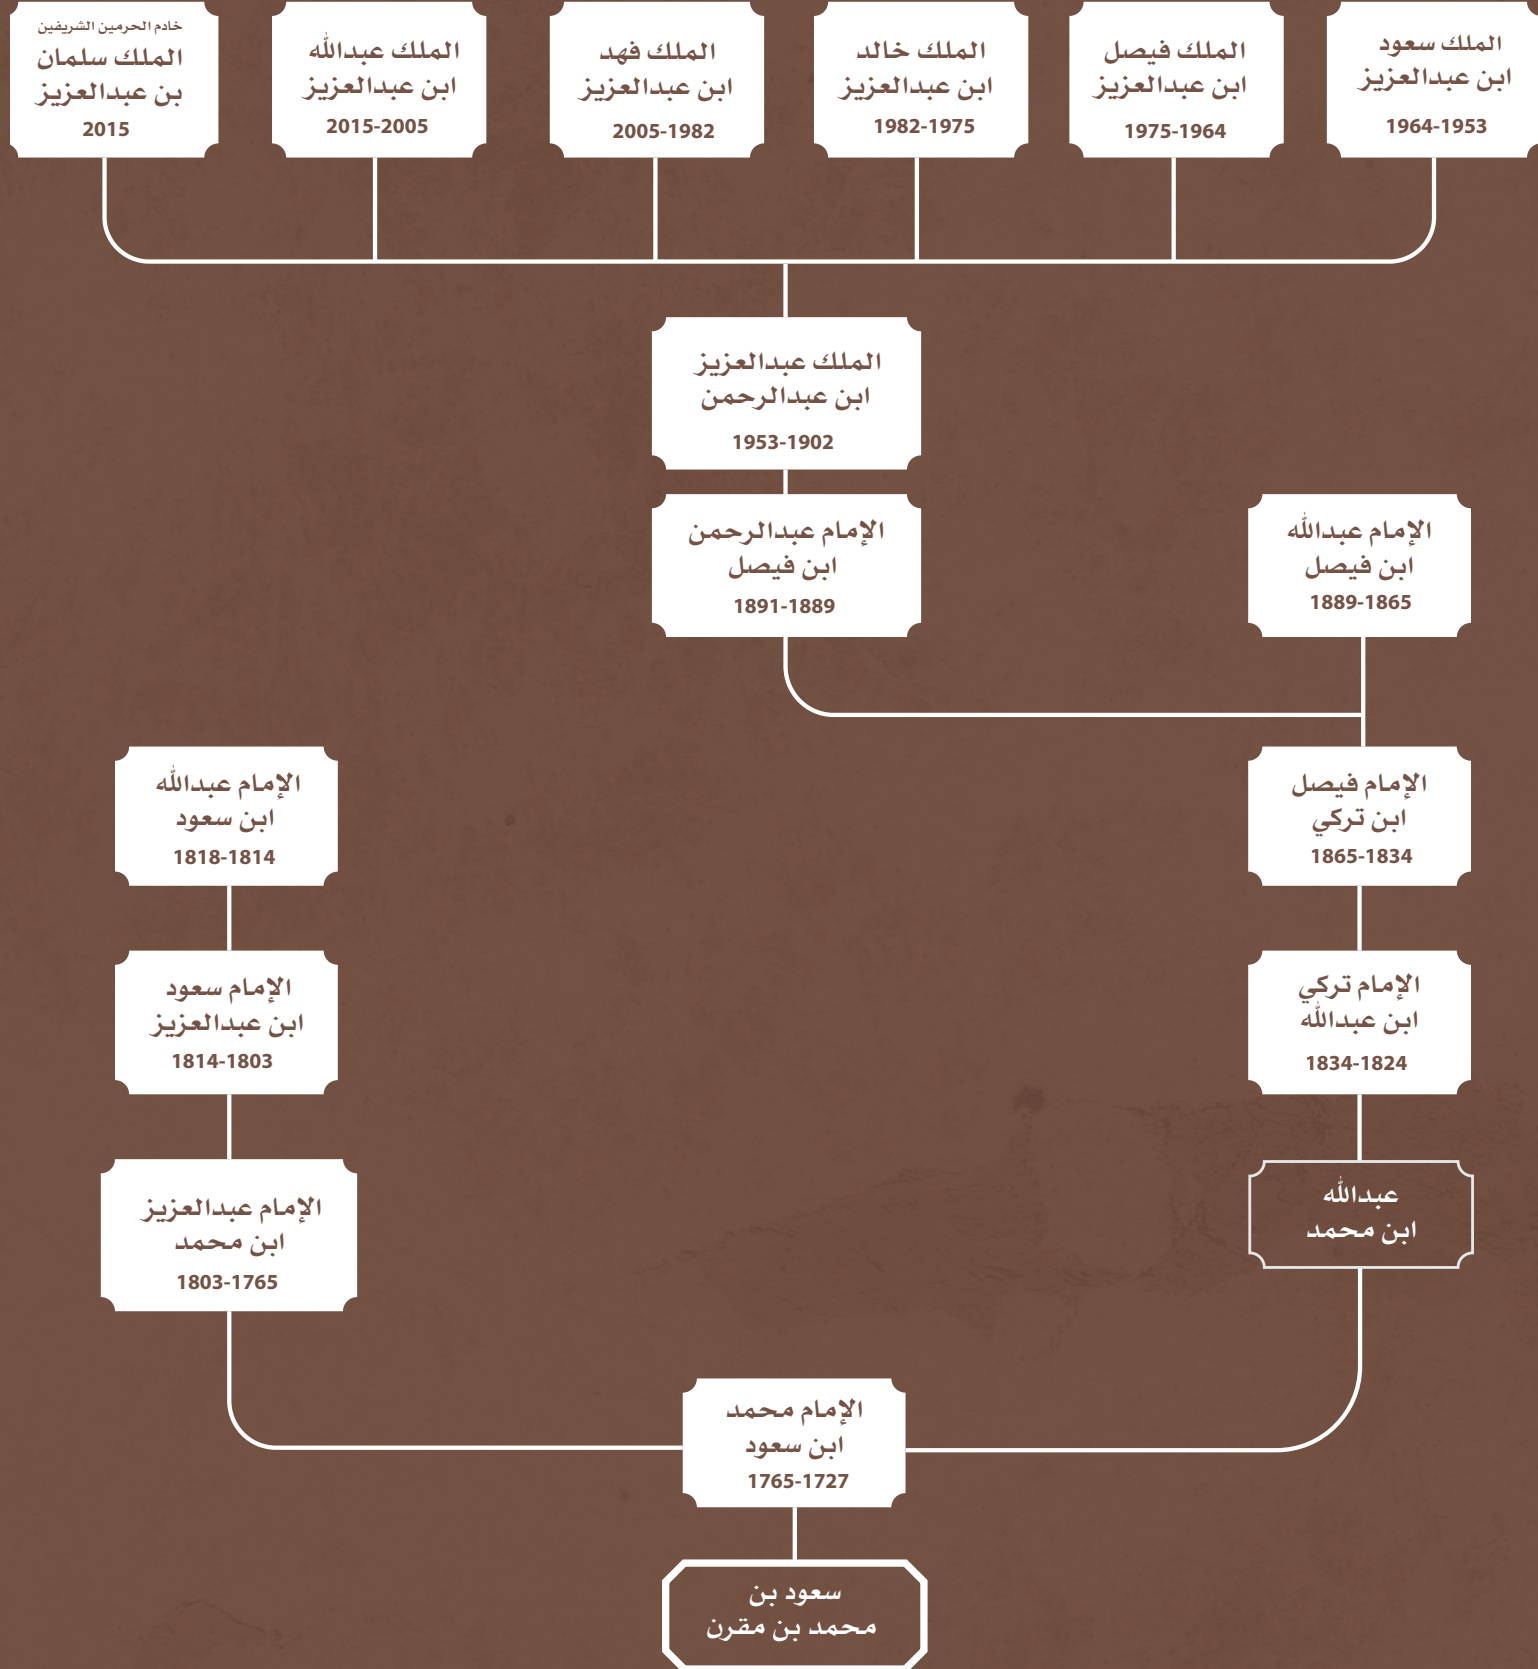 الملك سعود
ابن عبدالعزيز
1964-1953
الملك فيصل
ابن عبدالعزيز
1975-1964
الملك خالد
ابن عبدالعزيز
1982-1975
الملك فهد
ابن عبدالعزيز
2005-1982
الملك عبدالله
ابن عبدالعزيز
2015-2005
خادم الحرمين الشريفين
الملك سلمان
بن عبدالعزيز
2015
الملك عبدالعزيز
ابن عبدالرحمن
1953-1902
الإمام عبدالله
ابن فيصل
1889-1865
الإمام عبدالرحمن
ابن فيصل
1891-1889
الإمام فيصل
ابن تركي
1865-1834
الإمام عبدالله
ابن سعود
1818-1814
الإمام تركي
ابن عبدالله
1834-1824
الإمام سعود
ابن عبدالعزيز
1814-1803
عبدالله
ابن محمد
الإمام عبدالعزيز
ابن محمد
1803-1765
الإمام محمد
ابن سعود
1765-1727
سعود بن
محمد بن مقرن